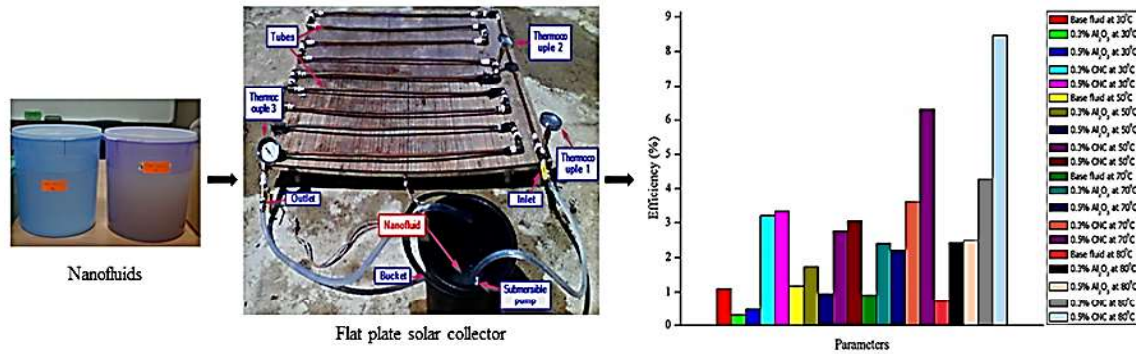 Nanofluids
Tubes
Thermoco
uple 2
Thermoc
ouple 3
Thermoco
uple 1
Inlet
Outlet
Nanofluid
Bucket
Submersible
pump
Flat plate solar collector
Efficiency (%)
9
8
7
6
5
4
3
2
1
0
Parameters
Base fluid at 30°C
0.3% Al₂O₃ at 30°C
0.5% Al₂O₃ at 30°C
0.3% CNC at 30°C
0.5% CNC at 30°C
Base fluid at 50°C
0.3% Al₂O₃ at 50°C
0.5% Al₂O₃ at 50°C
0.3% CNC at 50°C
0.5% CNC at 50°C
Base fluid at 70°C
0.3% Al₂O₃ at 70°C
0.5% Al₂O₃ at 70°C
0.3% CNC at 70°C
0.5% CNC at 70°C
Base fluid at 80°C
0.3% Al₂O₃ at 80°C
0.5% Al₂O₃ at 80°C
0.3% CNC at 80°C
0.5% CNC at 80°C